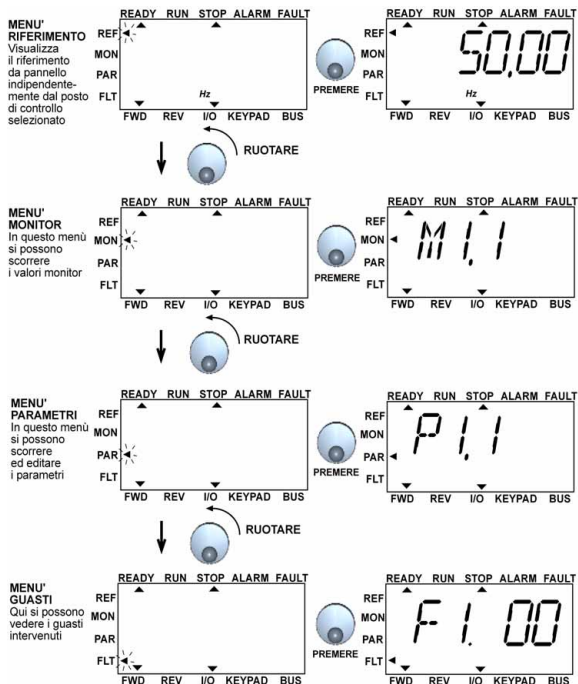 MENU'
RIFERIMENTO
Visualizza
il riferimento
da pannello
indipendente-
mente dal posto
di controllo
selezionato
READY RUN STOP ALARM FAULT
REF
MON
PAR
FLT
Hz
FWD REV I/O KEYPAD BUS
PREMERE
READY RUN STOP ALARM FAULT
REF
MON
PAR
FLT
50,00
Hz
FWD REV I/O KEYPAD BUS
RUOTARE
MENU'
MONITOR
In questo menù
si possono
scorrere
i valori monitor
READY RUN STOP ALARM FAULT
REF
MON
PAR
FLT
FWD REV I/O KEYPAD BUS
PREMERE
READY RUN STOP ALARM FAULT
REF
MON
PAR
FLT
M1,1
FWD REV I/O KEYPAD BUS
RUOTARE
MENU'
PARAMETRI
In questo menù
si possono
scorrere
ed editare
i parametri
READY RUN STOP ALARM FAULT
REF
MON
PAR
FLT
FWD REV I/O KEYPAD BUS
PREMERE
READY RUN STOP ALARM FAULT
REF
MON
PAR
FLT
P1,1
FWD REV I/O KEYPAD BUS
RUOTARE
MENU'
GUASTI
Qui si possono
vedere i guasti
intervenuti
READY RUN STOP ALARM FAULT
REF
MON
PAR
FLT
FWD REV I/O KEYPAD BUS
PREMERE
READY RUN STOP ALARM FAULT
REF
MON
PAR
FLT
F1. 00
FWD REV I/O KEYPAD BUS